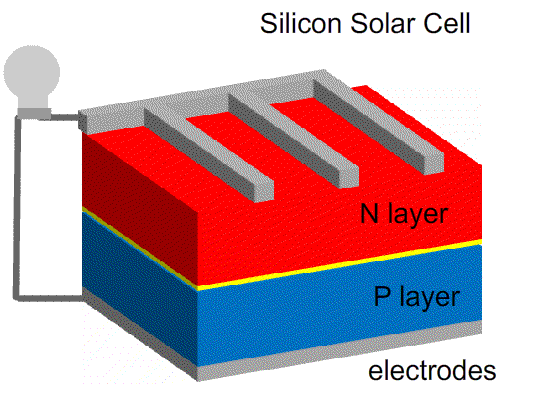 Silicon Solar Cell
N layer
P layer
electrodes